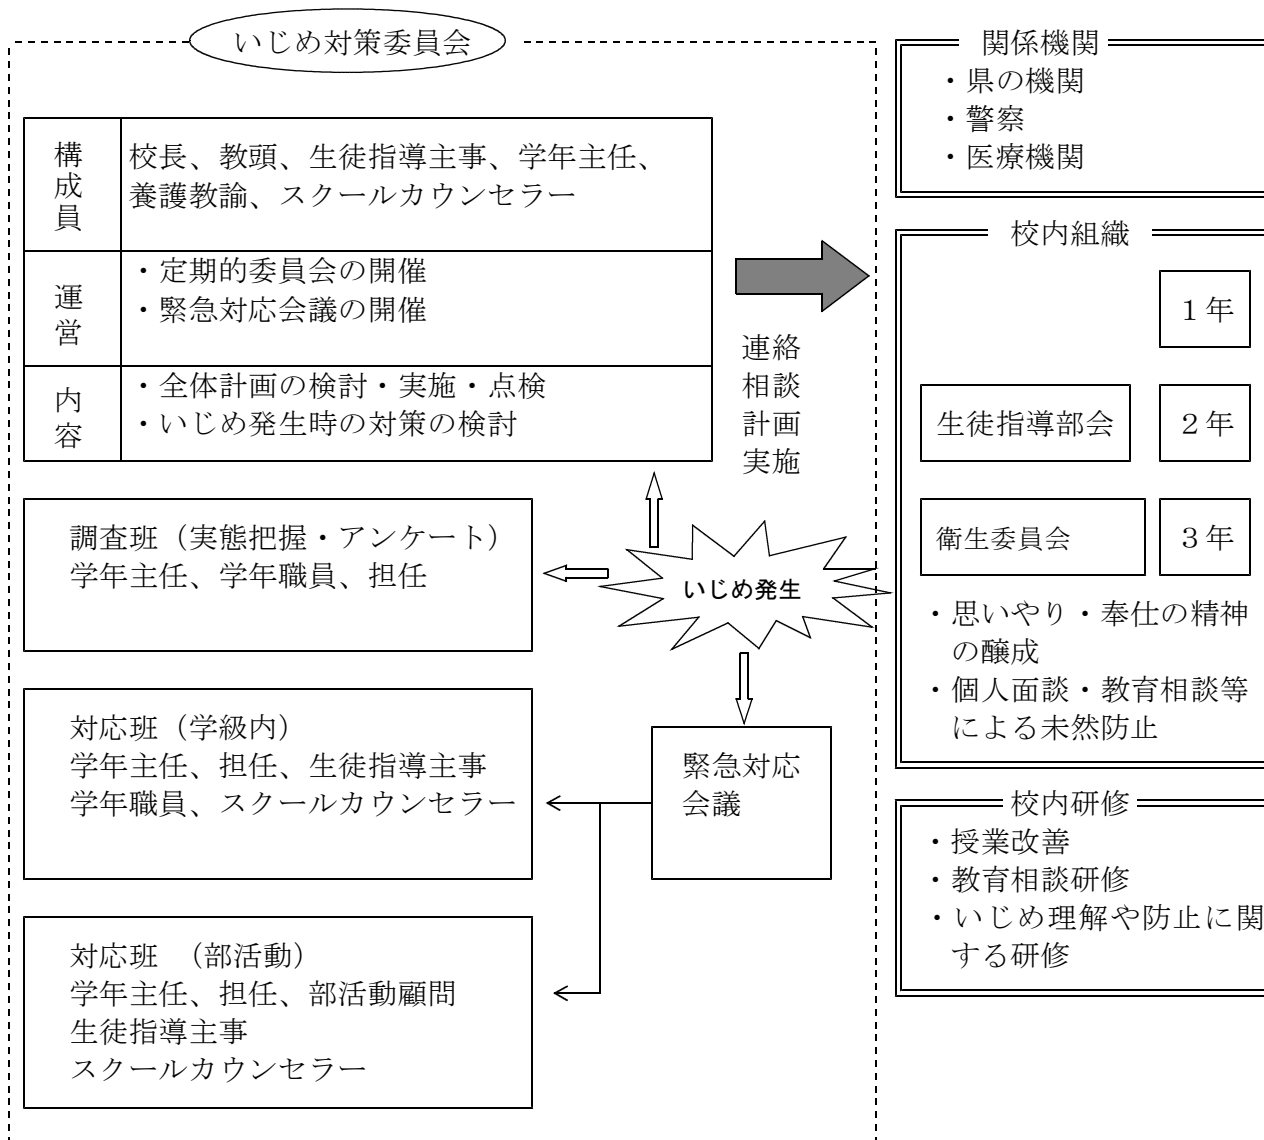 いじめ対策委員会
構成員
校長、教頭、生徒指導主事、学年主任、
養護教諭、スクールカウンセラー
運営
・定期的委員会の開催
・緊急対応会議の開催
内容
・全体計画の検討・実施・点検
・いじめ発生時の対策の検討
連絡
相談
計画
実施
調査班（実態把握・アンケート）
学年主任、学年職員、担任
いじめ発生
対応班（学級内）
学年主任、担任、生徒指導主事
学年職員、スクールカウンセラー
緊急対応
会議
対応班　（部活動）
学年主任、担任、部活動顧問
生徒指導主事
スクールカウンセラー
関係機関
・県の機関
・警察
・医療機関
校内組織
１年
生徒指導部会
２年
衛生委員会
３年
・思いやり・奉仕の精神
の醸成
・個人面談・教育相談等
による未然防止
校内研修
・授業改善
・教育相談研修
・いじめ理解や防止に関
する研修